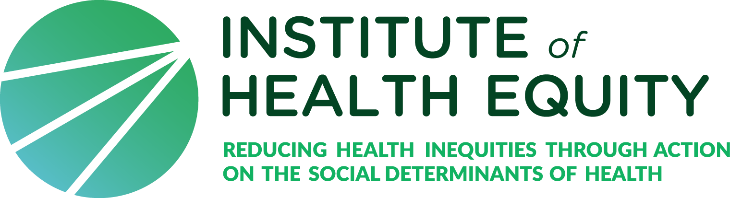 INSTITUTE of
HEALTH EQUITY
REDUCING HEALTH INEQUITIES THROUGH ACTION
ON THE SOCIAL DETERMINANTS OF HEALTH